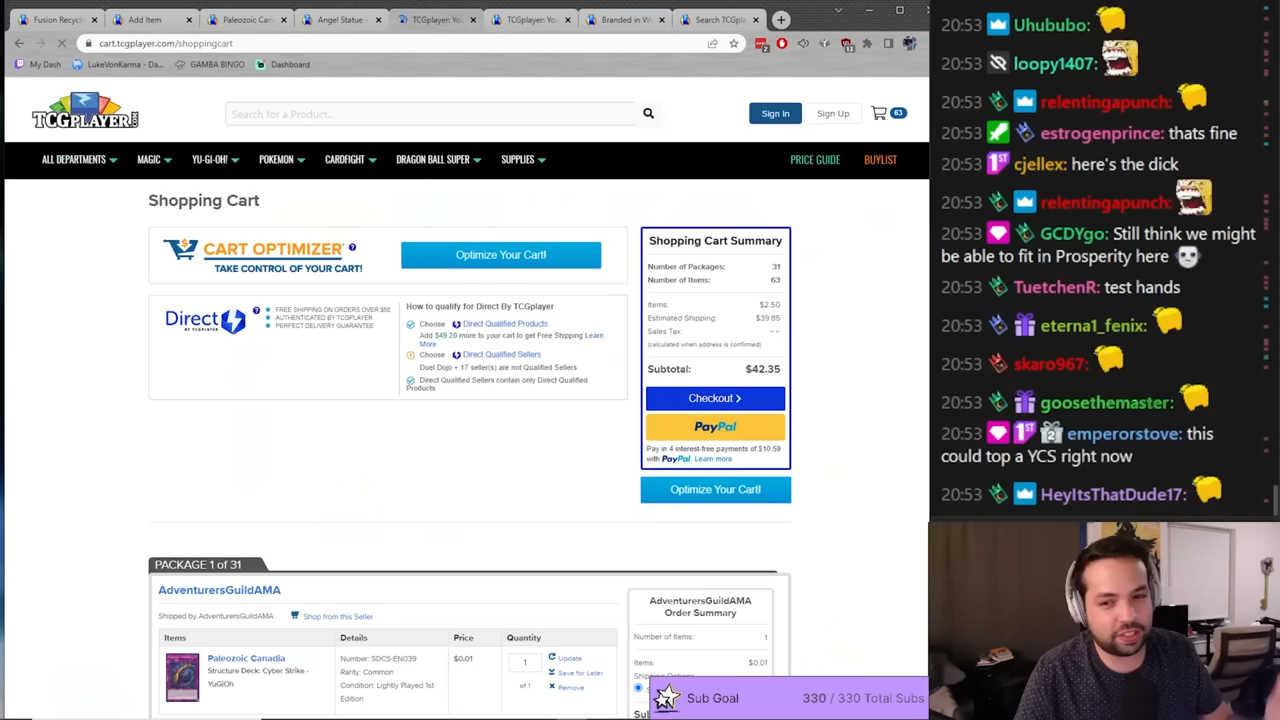 Fusion Recycl
Add Item
Paleozoic Can
Angel Statue -
TCGplayer: You
TCGplayer: You
Branded in W
Search TCGpl
cart.tcgplayer.com/shoppingcart
My Dash
LukeVonKarma - Da...
GAMBA BINGO
Dashboard
TCGPLAYER.COM
Search for a Product...
Sign In
Sign Up
63
ALL DEPARTMENTS
MAGIC
YU-GI-OH!
POKEMON
CARDFIGHT
DRAGON BALL SUPER
SUPPLIES
PRICE GUIDE
BUYLIST
Shopping Cart
CART OPTIMIZER
TAKE CONTROL OF YOUR CART!
Optimize Your Cart!
Direct
BY TCGPLAYER
FREE SHIPPING ON ORDERS OVER $50
AUTHENTICATED BY TCGPLAYER
PERFECT DELIVERY GUARANTEE
How to qualify for Direct By TCGplayer
Choose Direct Qualified Products
Add $49.20 more to your cart to get Free Shipping Learn
More
Choose Direct Qualified Sellers
Duel Dojo + 17 seller(s) are not Qualified Sellers
Direct Qualified Sellers contain only Direct Qualified
Products
Shopping Cart Summary
Number of Packages: 31
Number of Items: 63
Items: $2.50
Estimated Shipping: $39.85
Sales Tax: --
(calculated when address is confirmed)
Subtotal: $42.35
Checkout >
PayPal
Pay in 4 interest-free payments of $10.59
with PayPal. Learn more
Optimize Your Cart!
PACKAGE 1 of 31
AdventurersGuildAMA
Shipped by AdventurersGuildAMA
Shop from this Seller
Items
Details
Price
Quantity
Paleozoic Canadia
Structure Deck: Cyber Strike -
YuGiOh
Number: SDCS-EN039
Rarity: Common
Condition: Lightly Played 1st
Edition
$0.01
1
of 1
Update
Save for Later
Remove
AdventurersGuildAMA
Order Summary
Number of Items: 1
Items: $0.01
Shipping Options
Sub Goal
330 / 330 Total Subs
20:53 Uhububo:
20:53 loopy1407:
20:53 relentingapunch:
20:53 estrogenprince: thats fine
20:53 cjellex: here's the dick
20:53 relentingapunch:
20:53 GCDYgo: Still think we might
be able to fit in Prosperity here
20:53 TuetchenR: test hands
20:53 eterna1_fenix:
20:53 skaro967:
20:53 goosethemaster:
20:53 emperorstove: this
could top a YCS right now
20:53 HeyItsThatDude17: